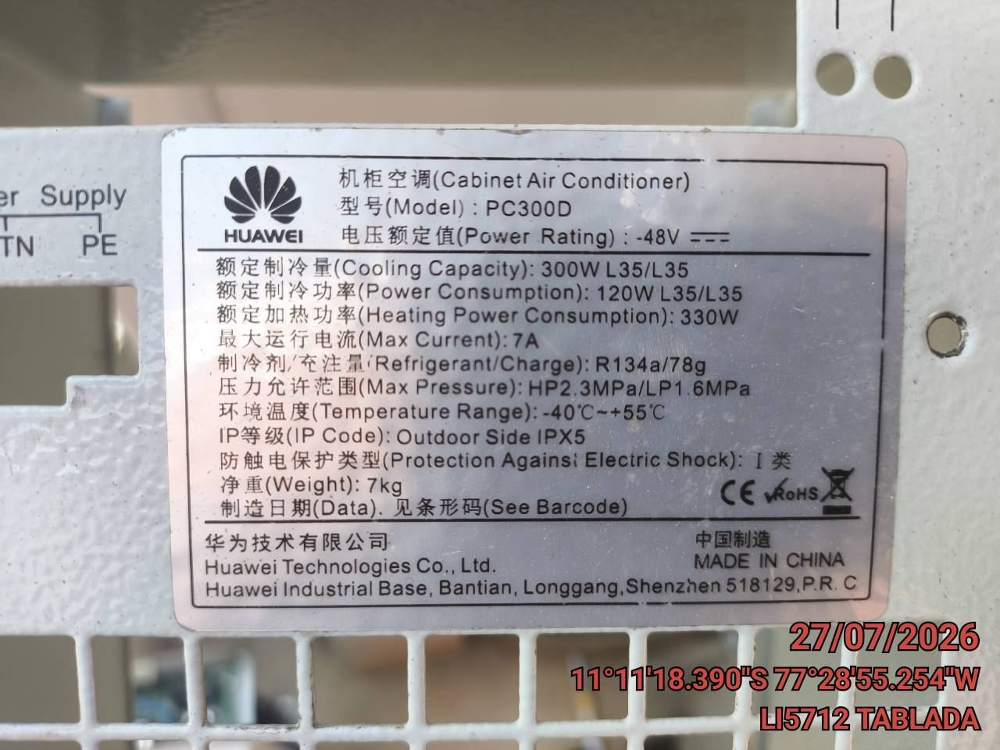 Supply
TN PE
HUAWEI
机柜空调(Cabinet Air Conditioner)
型号(Model) : PC300D
电压额定值(Power Rating) : -48V
额定制冷量(Cooling Capacity): 300W L35/L35
额定制冷功率(Power Consumption): 120W L35/L35
额定加热功率(Heating Power Consumption): 330W
最大运行电流(Max Current): 7A
制冷剂/充注量/Refrigerant/Charge): R134a/78g
压力允许范围(Max Pressure): HP2.3MPa/LP1.6MPa
环境温度(Temperature Range): -40℃~+55℃
IP等级(IP Code): Outdoor Side IPX5
防触电保护类型(Protection Against Electric Shock): I 类
净重(Weight): 7kg
制造日期(Data). 见条形码(See Barcode)
CE RoHS
华为技术有限公司
中国制造
Huawei Technologies Co., Ltd.
MADE IN CHINA
Huawei Industrial Base, Bantian, Longgang,Shenzhen 518129,P.R. C
27/07/2026
11°11'18.390"S 77°28'55.254"W
LI5712 TABLADA